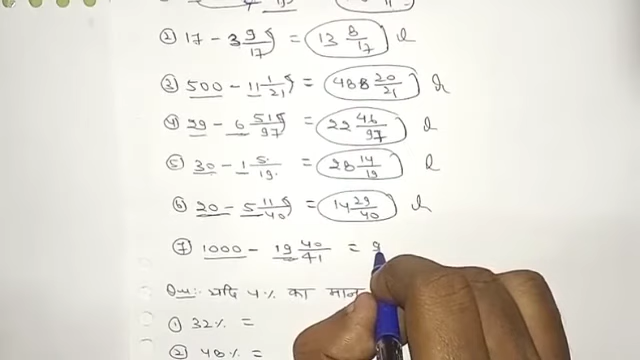 ② 17 - 3 9/17 = 13 8/17
③ 500 - 11 1/21 = 488 20/21
④ 29 - 6 51/97 = 22 46/97
⑤ 30 - 1 5/19 = 28 14/19
⑥ 20 - 5 11/40 = 14 29/40
⑦ 1000 - 19 40/41 = 9
Que:- यदि 4% का मान
① 32% =
② 48% =